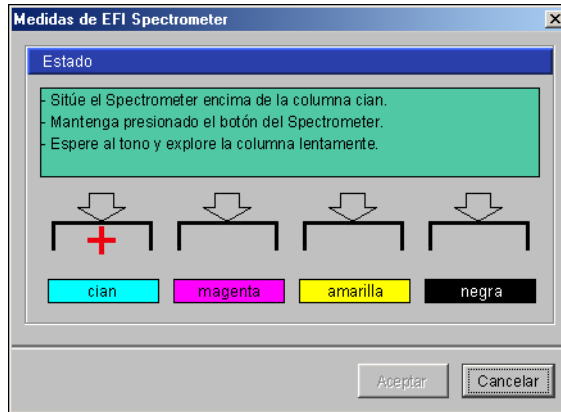 Medidas de EFI Spectrometer
Estado
- Sitúe el Spectrometer encima de la columna cian.
- Mantenga presionado el botón del Spectrometer.
- Espere al tono y explore la columna lentamente.
cian magenta amarilla negra
Aceptar Cancelar